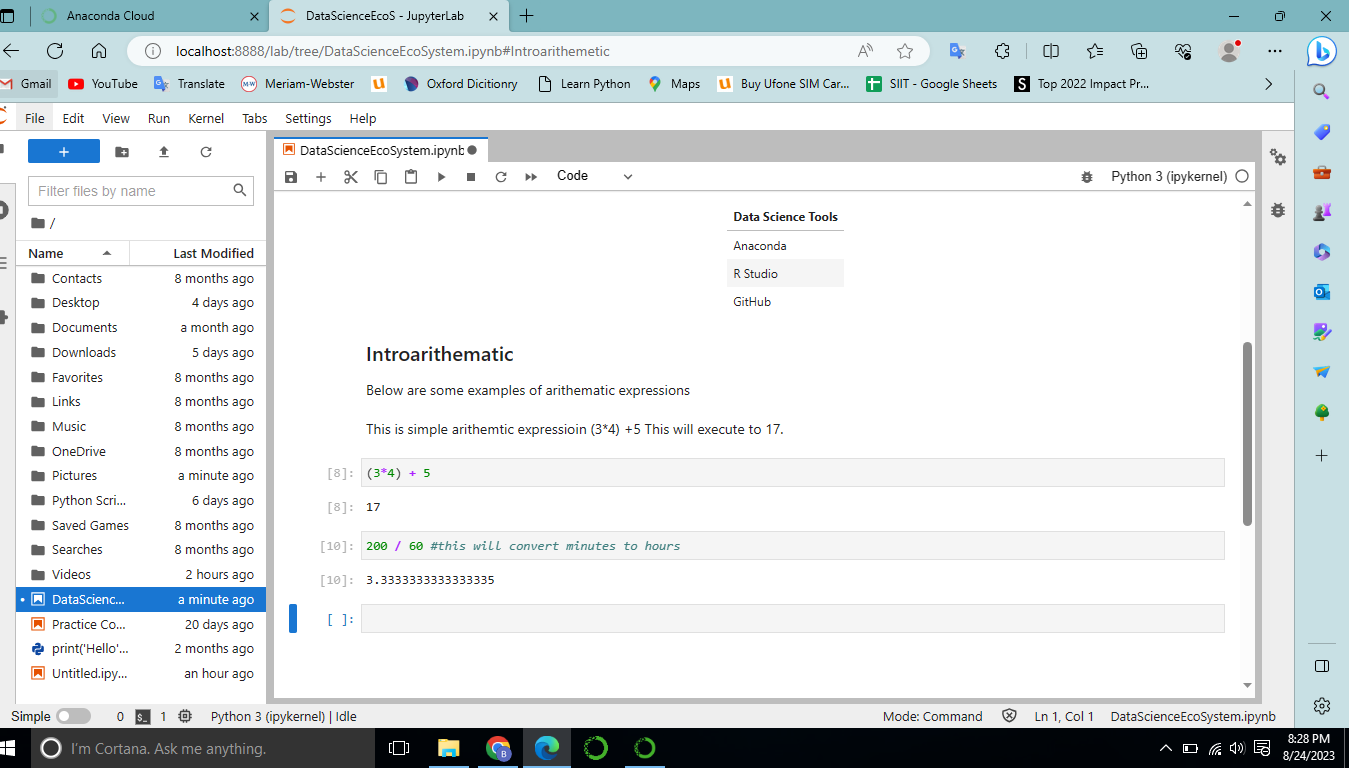 Anaconda Cloud
DataScienceEcoS - JupyterLab
localhost:8888/lab/tree/DataScienceEcoSystem.ipynb#Introarithemetic
Gmail YouTube Translate Meriam-Webster Oxford Dicitionry Learn Python Maps Buy Ufone SIM Car... SIIT - Google Sheets Top 2022 Impact Pr...
File Edit View Run Kernel Tabs Settings Help
DataScienceEcoSystem.ipynb
Code
Python 3 (ipykernel)
Filter files by name
/
Name Last Modified
Contacts 8 months ago
Desktop 4 days ago
Documents a month ago
Downloads 5 days ago
Favorites 8 months ago
Links 8 months ago
Music 8 months ago
OneDrive 8 months ago
Pictures a minute ago
Python Scri... 6 days ago
Saved Games 8 months ago
Searches 8 months ago
Videos 2 hours ago
DataScienc... a minute ago
Practice Co... 20 days ago
print('Hello'... 2 months ago
Untitled.ipy... an hour ago
Data Science Tools
Anaconda
R Studio
GitHub
Introarithematic
Below are some examples of arithematic expressions
This is simple arithemtic expressioin (3*4) +5 This will execute to 17.
[8]: (3*4) + 5
[8]: 17
[10]: 200 / 60 #this will convert minutes to hours
[10]: 3.3333333333333335
[ ]:
Simple 0 1 Python 3 (ipykernel) | Idle
Mode: Command Ln 1, Col 1 DataScienceEcoSystem.ipynb
I'm Cortana. Ask me anything.
8:28 PM
8/24/2023